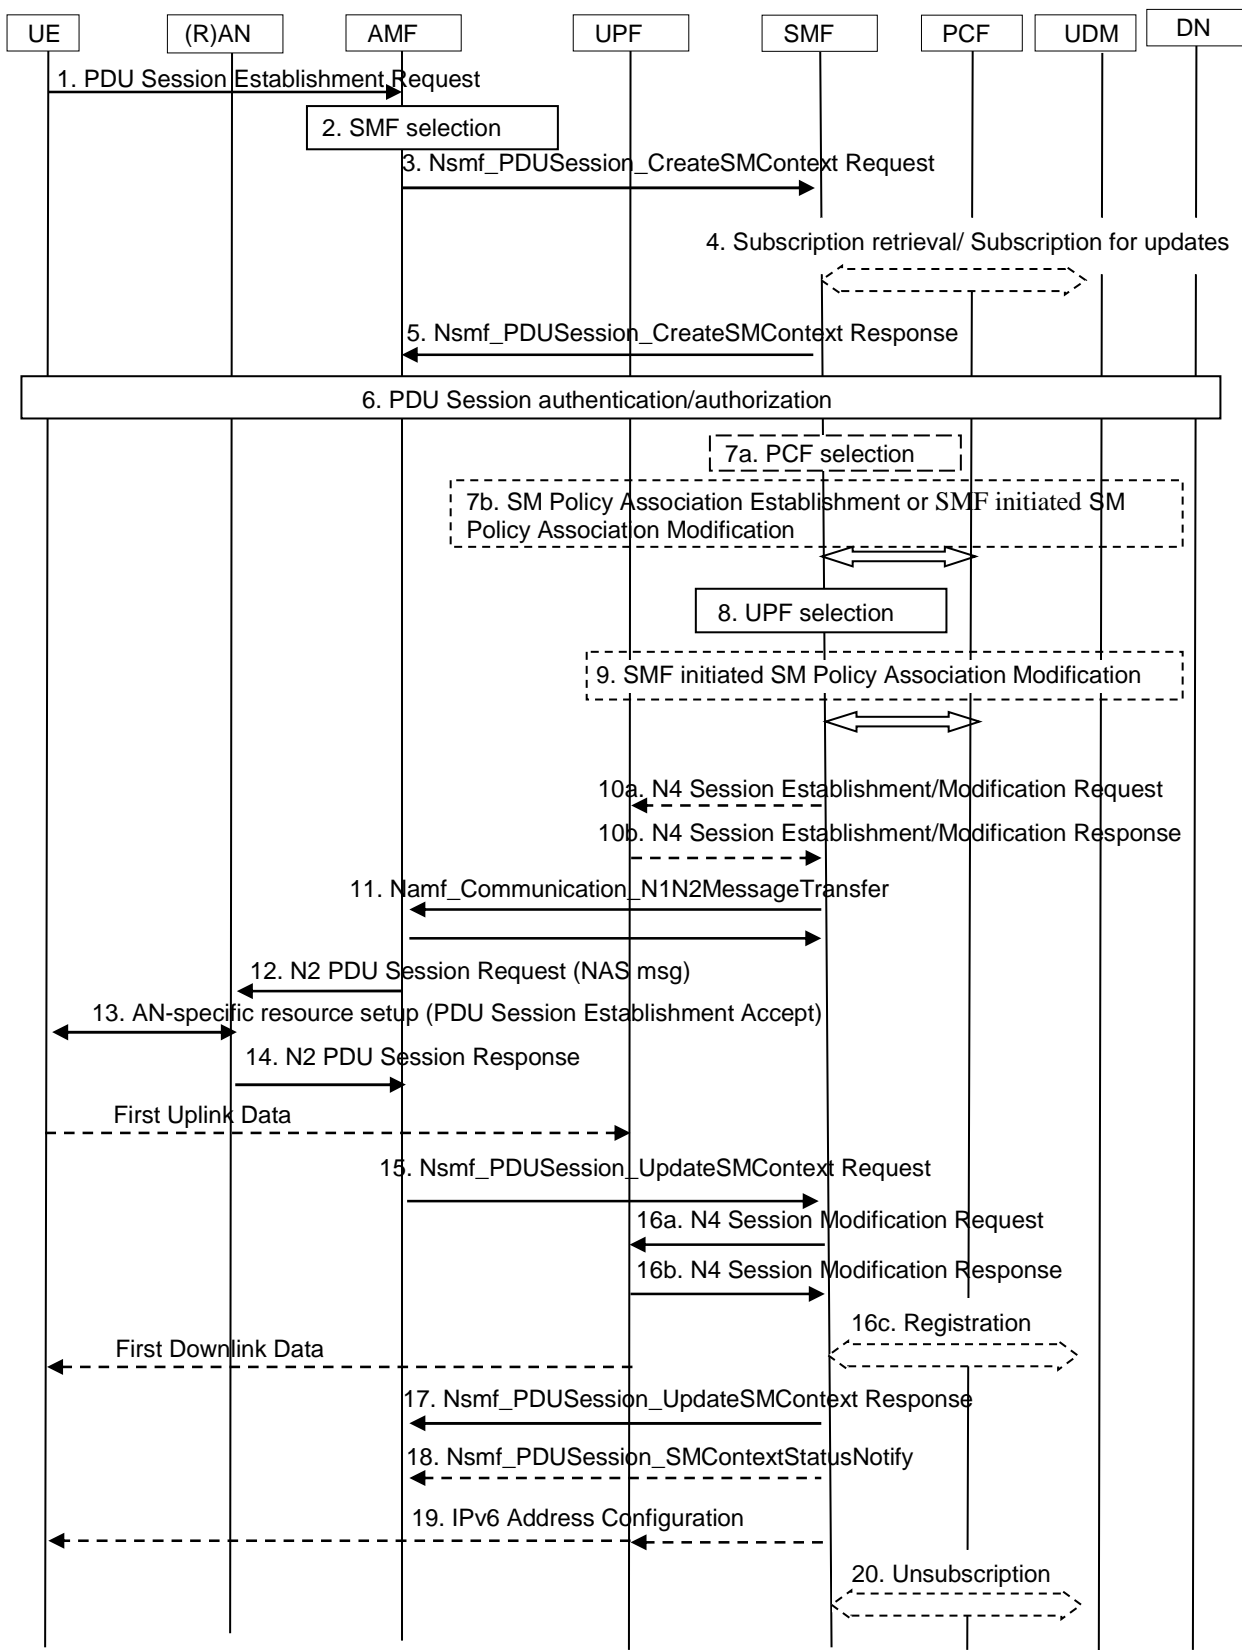 UE (R)AN AMF UPF SMF PCF UDM DN
1. PDU Session Establishment Request
2. SMF selection
3. Nsmf_PDUSession_CreateSMContext Request
4. Subscription retrieval/ Subscription for updates
5. Nsmf_PDUSession_CreateSMContext Response
6. PDU Session authentication/authorization
7a. PCF selection
7b. SM Policy Association Establishment or SMF initiated SM
Policy Association Modification
8. UPF selection
9. SMF initiated SM Policy Association Modification
10a. N4 Session Establishment/Modification Request
10b. N4 Session Establishment/Modification Response
11. Namf_Communication_N1N2MessageTransfer
12. N2 PDU Session Request (NAS msg)
13. AN-specific resource setup (PDU Session Establishment Accept)
14. N2 PDU Session Response
First Uplink Data
15. Nsmf_PDUSession_UpdateSMContext Request
16a. N4 Session Modification Request
16b. N4 Session Modification Response
16c. Registration
First Downlink Data
17. Nsmf_PDUSession_UpdateSMContext Response
18. Nsmf_PDUSession_SMContextStatusNotify
19. IPv6 Address Configuration
20. Unsubscription